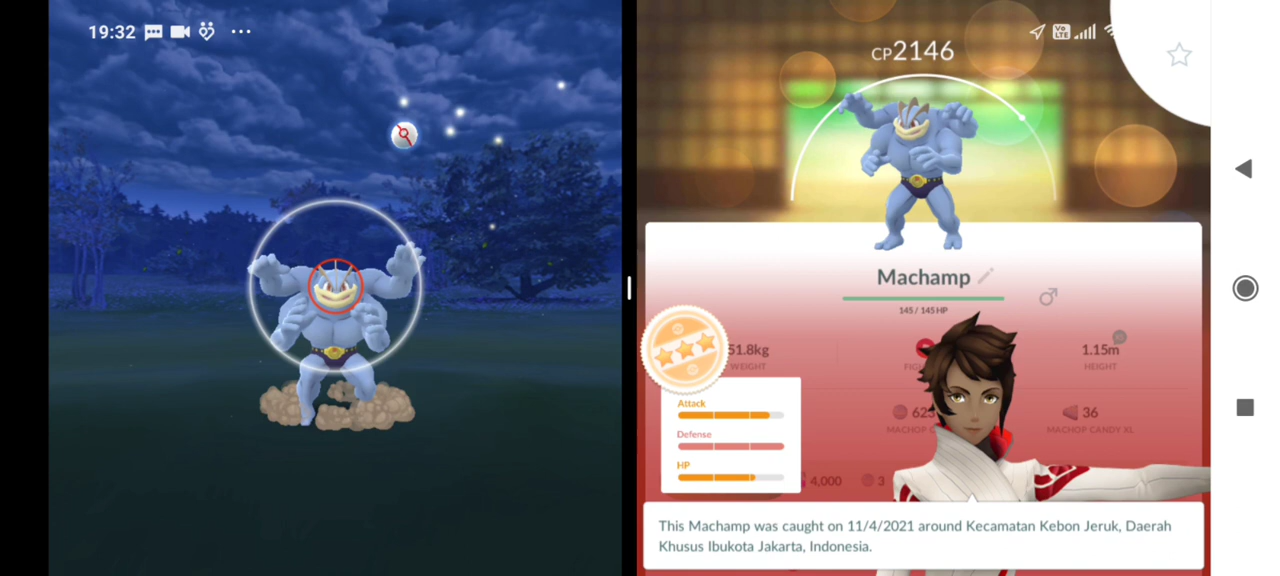 19:32
Vo
LTE
CP2146
Machamp
145 / 145 HP
51.8kg
WEIGHT
1.15m
HEIGHT
Attack
Defense
HP
36
MACHOP CANDY XL
4,000
3
This Machamp was caught on 11/4/2021 around Kecamatan Kebon Jeruk, Daerah
Khusus Ibukota Jakarta, Indonesia.